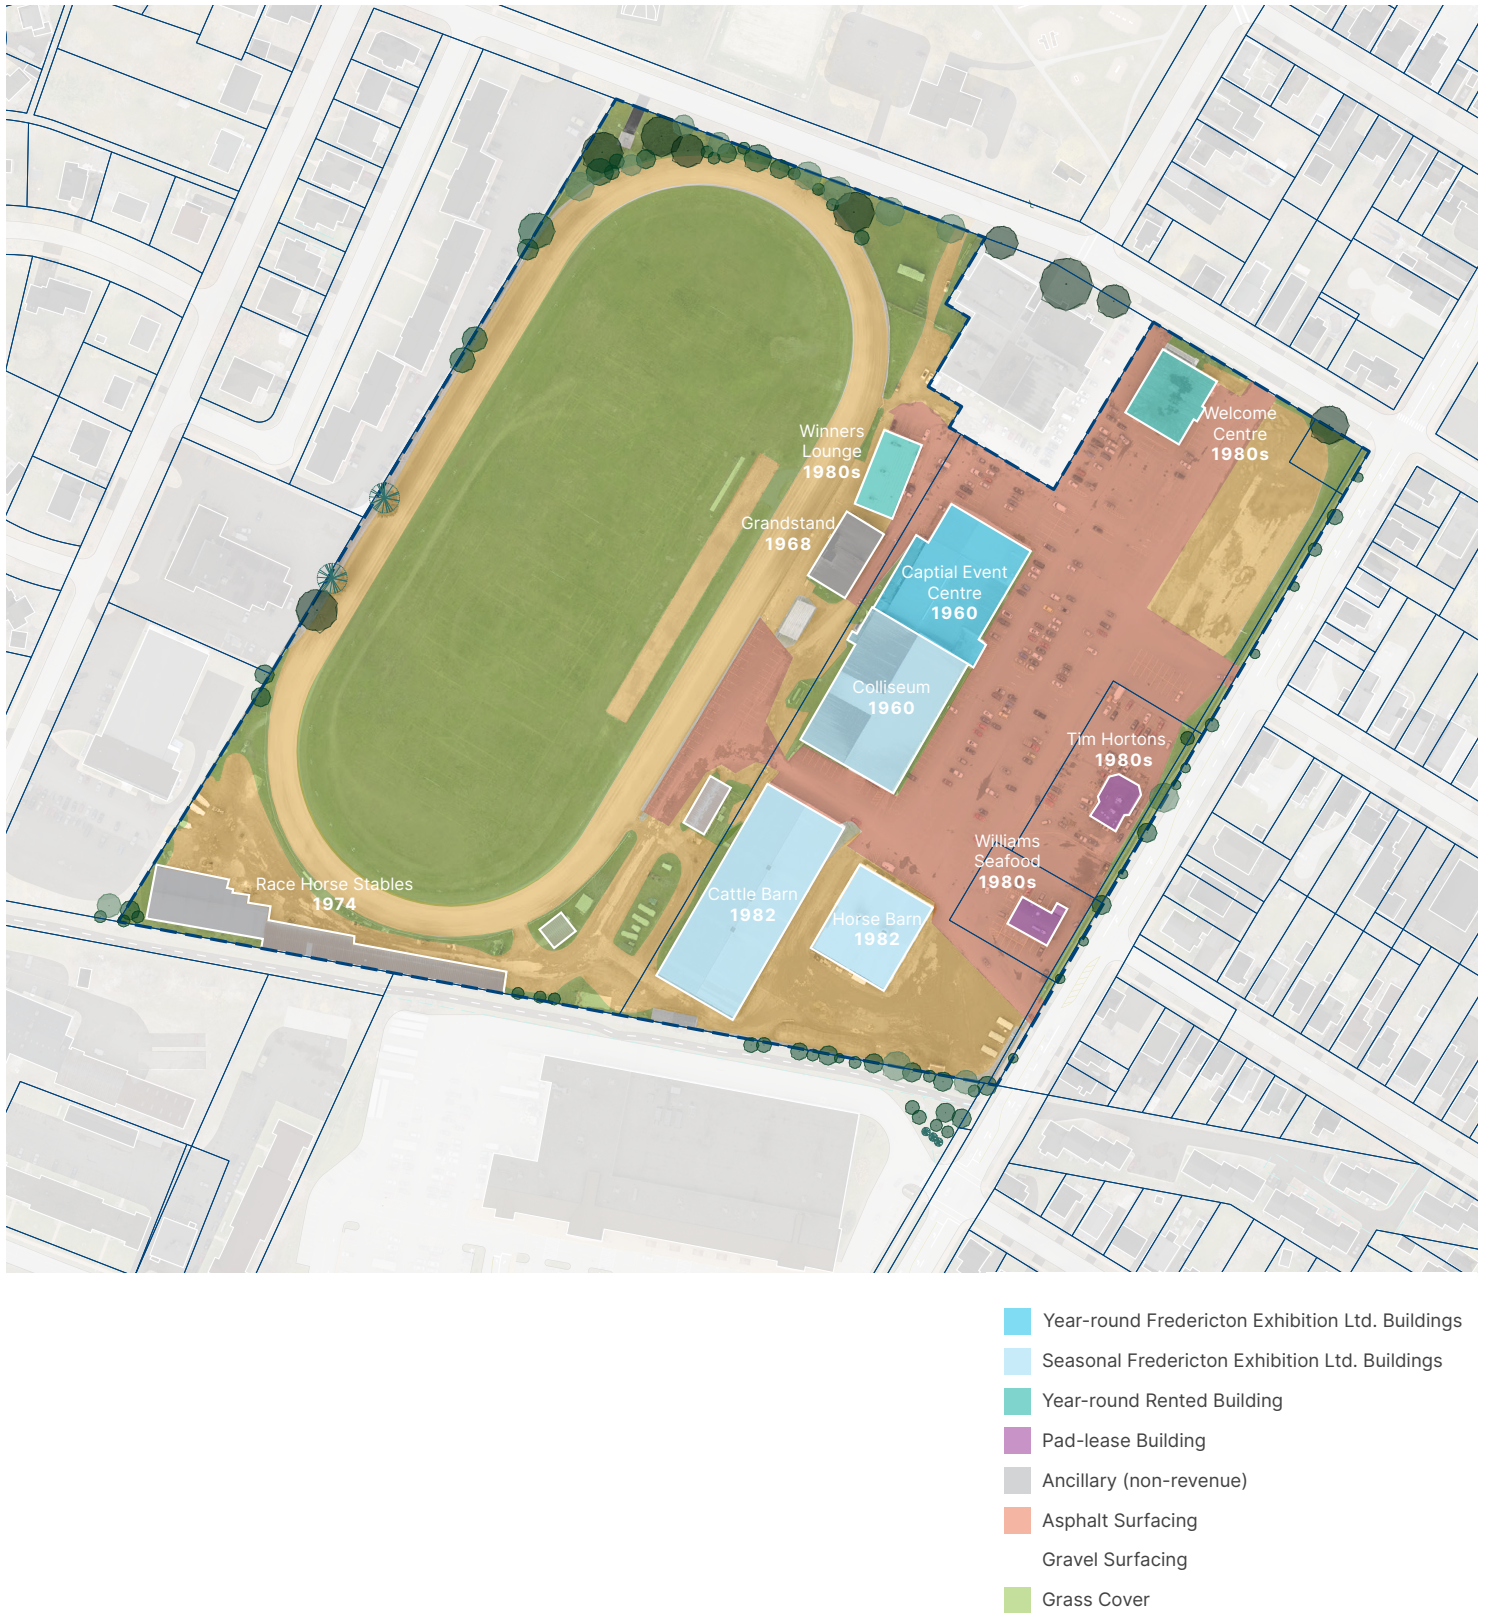 Winners
Lounge
1980s
Welcome
Centre
1980s
Grandstand
1968
Captial Event
Centre
1960
Colliseum
1960
Tim Hortons
1980s
Williams
Seafood
1980s
Race Horse Stables
1974
Cattle Barn
1982
Horse Barn
1982
Year-round Fredericton Exhibition Ltd. Buildings
Seasonal Fredericton Exhibition Ltd. Buildings
Year-round Rented Building
Pad-lease Building
Ancillary (non-revenue)
Asphalt Surfacing
Gravel Surfacing
Grass Cover